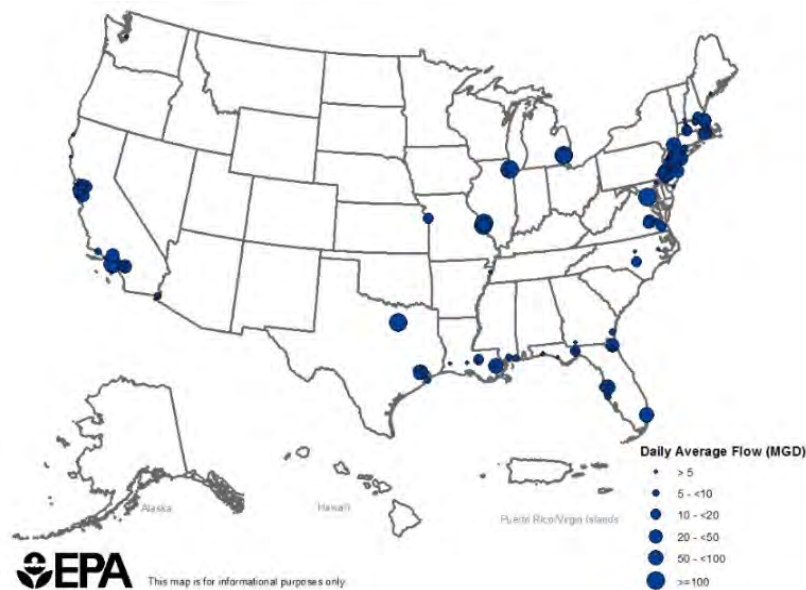 Daily Average Flow (MGD)
> 5
5 - <10
10 - <20
20 - <50
50 - <100
>=100
Alaska
Hawaii
Puerto Rico/Virgin Islands
EPA
This map is for informational purposes only